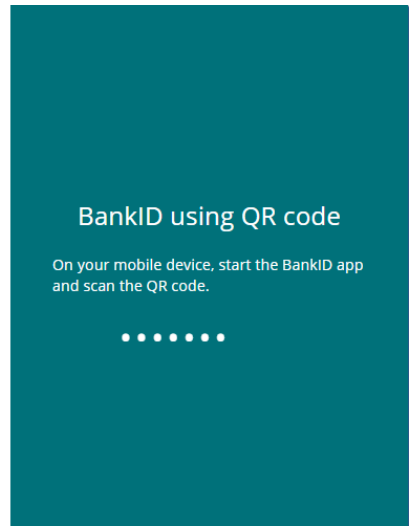 BankID using QR code
On your mobile device, start the BankID app
and scan the QR code.